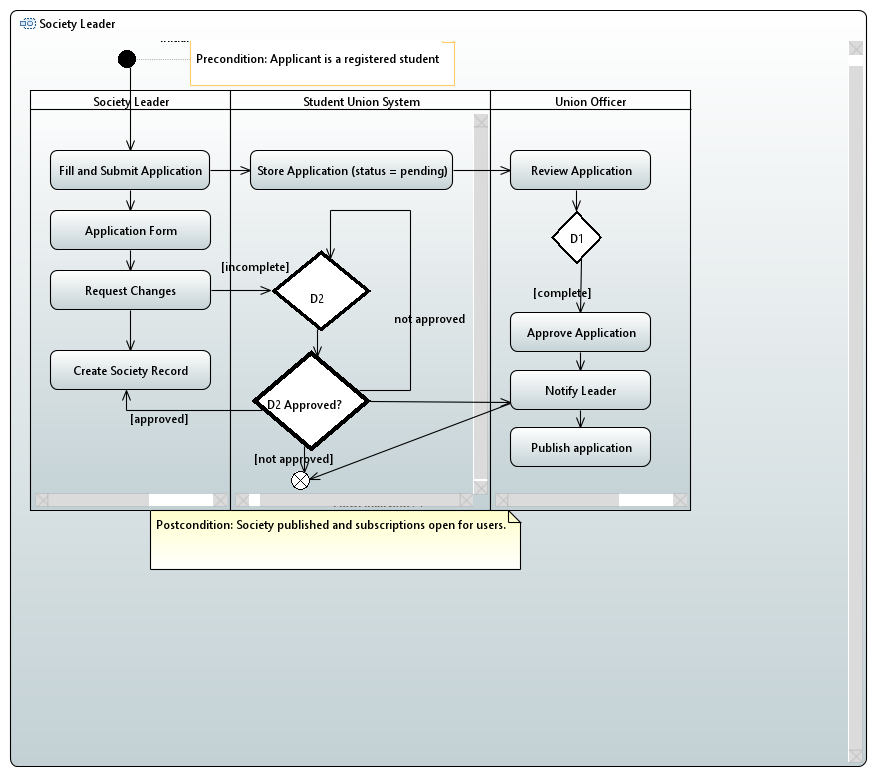 Society Leader
Precondition: Applicant is a registered student
Society Leader
Student Union System
Union Officer
Fill and Submit Application
Store Application (status = pending)
Review Application
Application Form
D1
[incomplete]
Request Changes
D2
[complete]
not approved
Approve Application
Create Society Record
Notify Leader
D2 Approved?
[approved]
Publish application
[not approved]
Postcondition: Society published and subscriptions open for users.